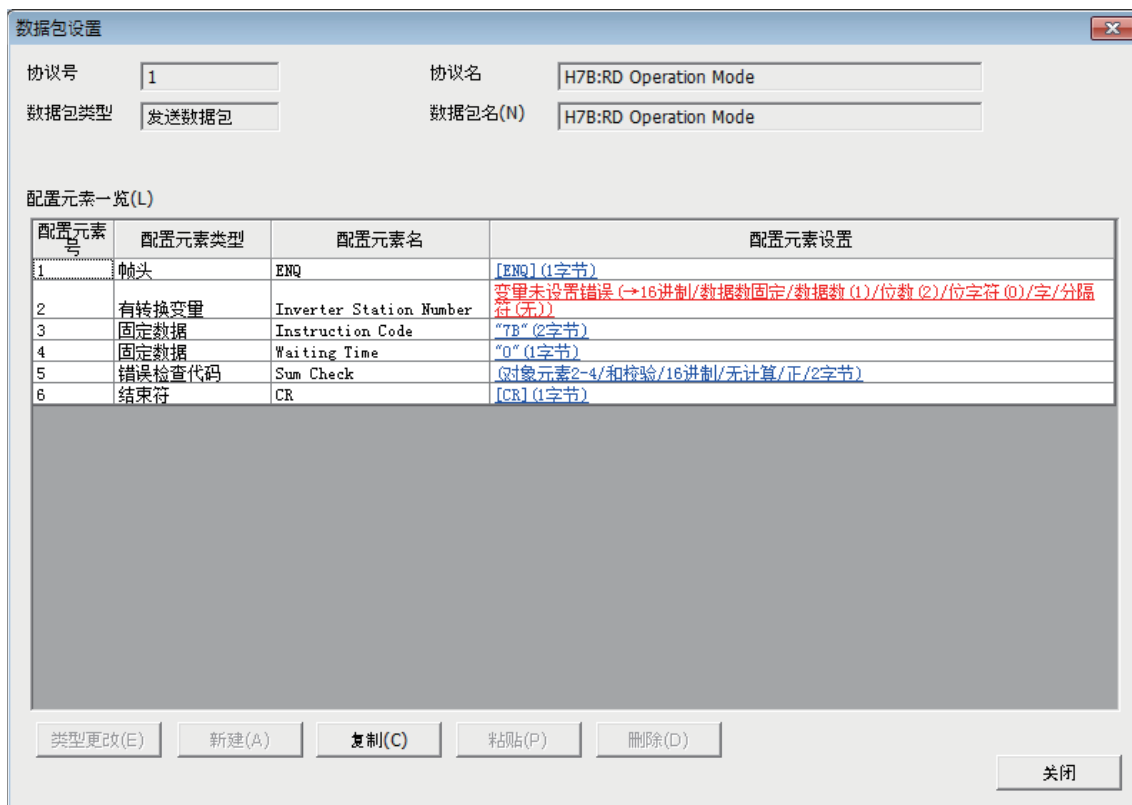 数据包设置
协议号 1 协议名 H7B:RD Operation Mode
数据包类型 发送数据包 数据包名(N) H7B:RD Operation Mode
配置元素一览(L)
配置元素号 配置元素类型 配置元素名 配置元素设置
1 帧头 ENQ [ENQ](1字节)
2 有转换变量 Inverter Station Number 变量未设置错误(→16进制/数据数固定/数据数(1)/位数(2)/位字符(0)/字/分隔
符(无))
3 固定数据 Instruction Code "7B"(2字节)
4 固定数据 Waiting Time "0"(1字节)
5 错误检查代码 Sum Check (对象元素2-4/和校验/16进制/无计算/正/2字节)
6 结束符 CR [CR](1字节)
类型更改(E) 新建(A) 复制(C) 粘贴(P) 删除(D)
关闭